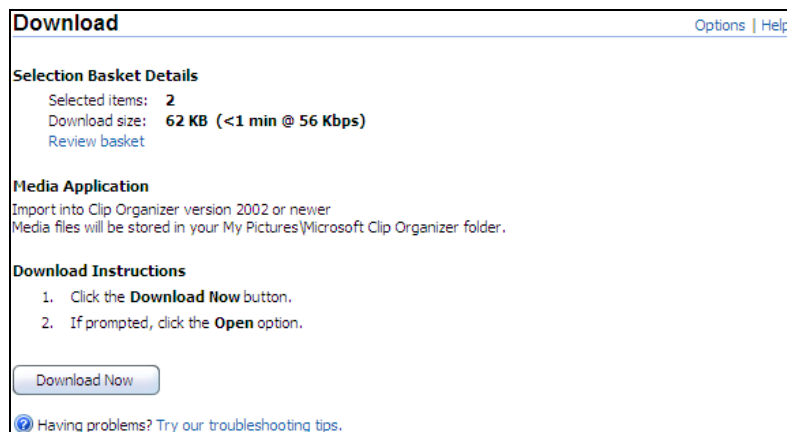 Download
Options | Help
Selection Basket Details
Selected items: 2
Download size: 62 KB (<1 min @ 56 Kbps)
Review basket
Media Application
Import into Clip Organizer version 2002 or newer
Media files will be stored in your My Pictures\Microsoft Clip Organizer folder.
Download Instructions
1. Click the Download Now button.
2. If prompted, click the Open option.
Download Now
Having problems? Try our troubleshooting tips.